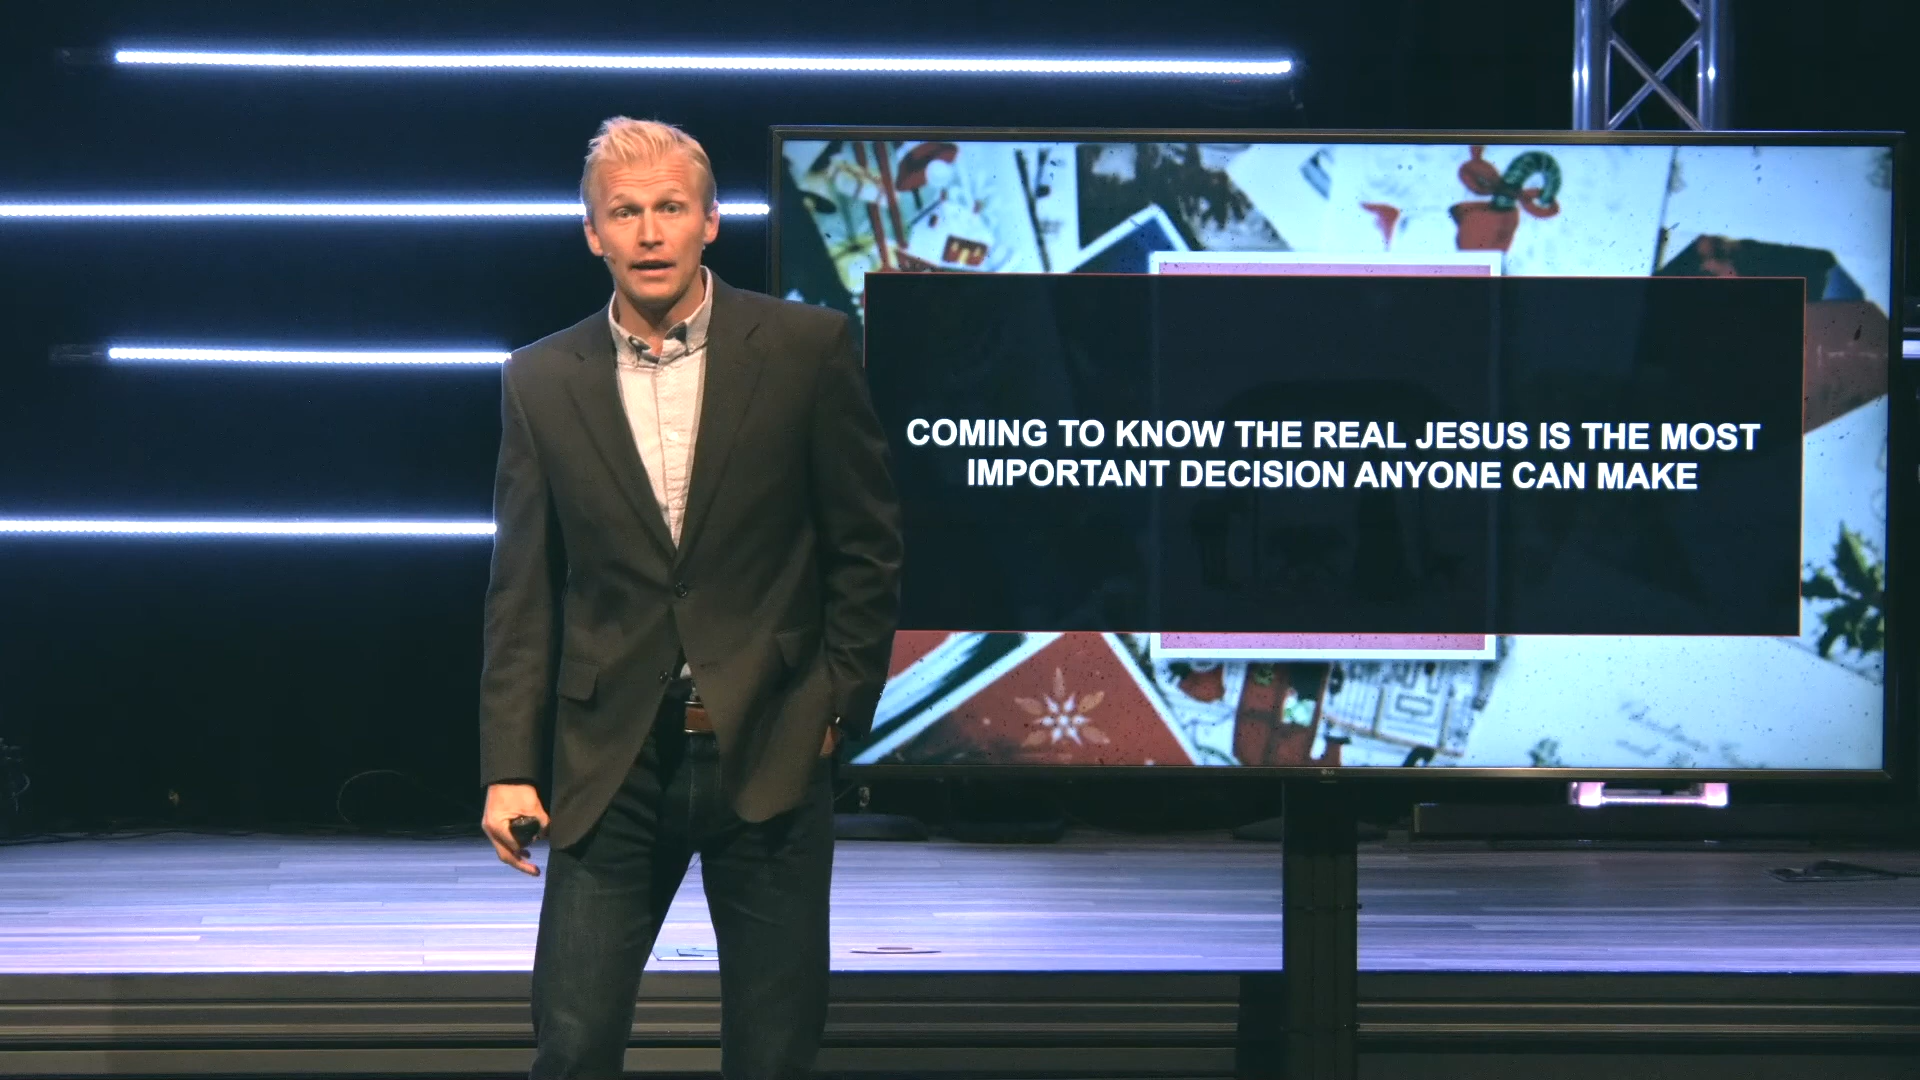 COMING TO KNOW THE REAL JESUS IS THE MOST
IMPORTANT DECISION ANYONE CAN MAKE